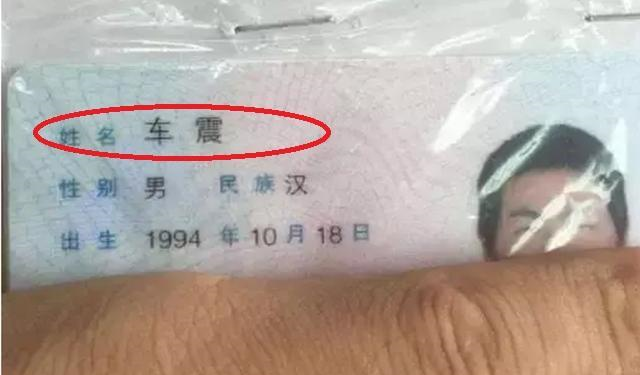 姓名 车震
性别 男 民族 汉
出生 1994 年 10 月 18 日